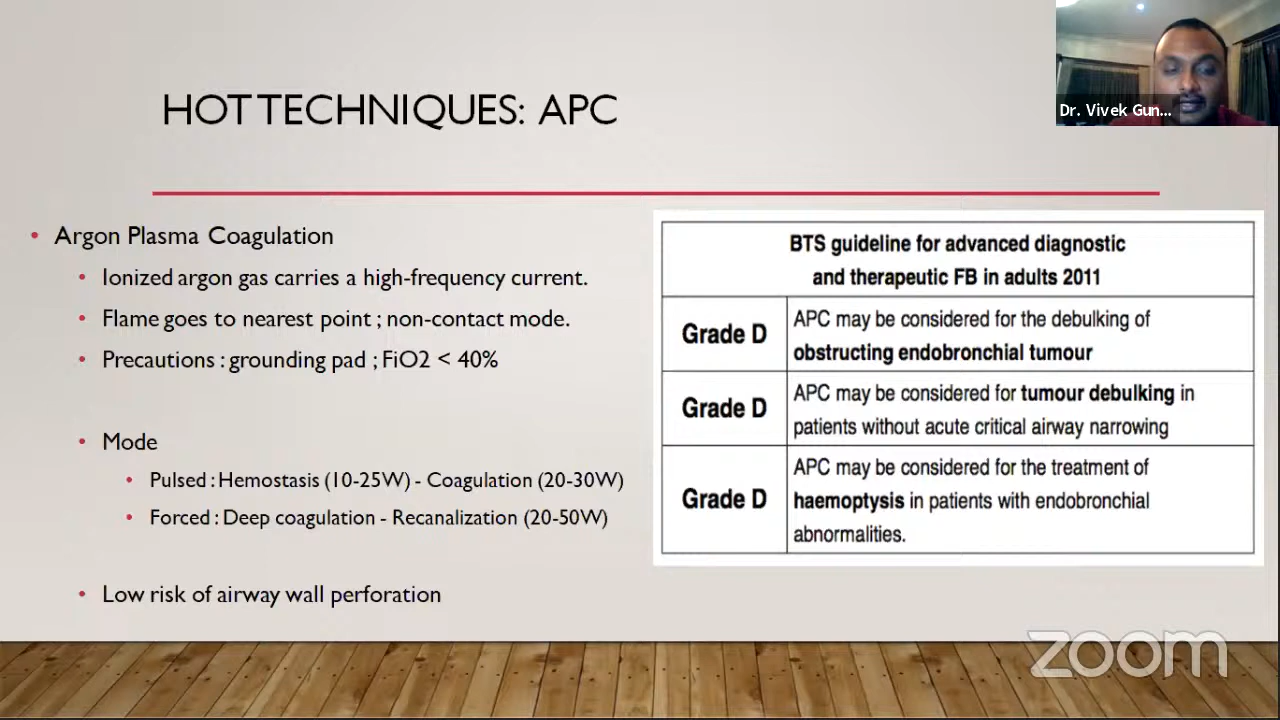 HOT TECHNIQUES: APC
Dr. Vivek Gun...
• Argon Plasma Coagulation
• Ionized argon gas carries a high-frequency current.
• Flame goes to nearest point ; non-contact mode.
• Precautions : grounding pad ; FiO2 < 40%
• Mode
• Pulsed : Hemostasis (10-25W) - Coagulation (20-30W)
• Forced : Deep coagulation - Recanalization (20-50W)
• Low risk of airway wall perforation
BTS guideline for advanced diagnostic
and therapeutic FB in adults 2011
Grade D
APC may be considered for the debulking of
obstructing endobronchial tumour
Grade D
APC may be considered for tumour debulking in
patients without acute critical airway narrowing
Grade D
APC may be considered for the treatment of
haemoptysis in patients with endobronchial
abnormalities.
zoom